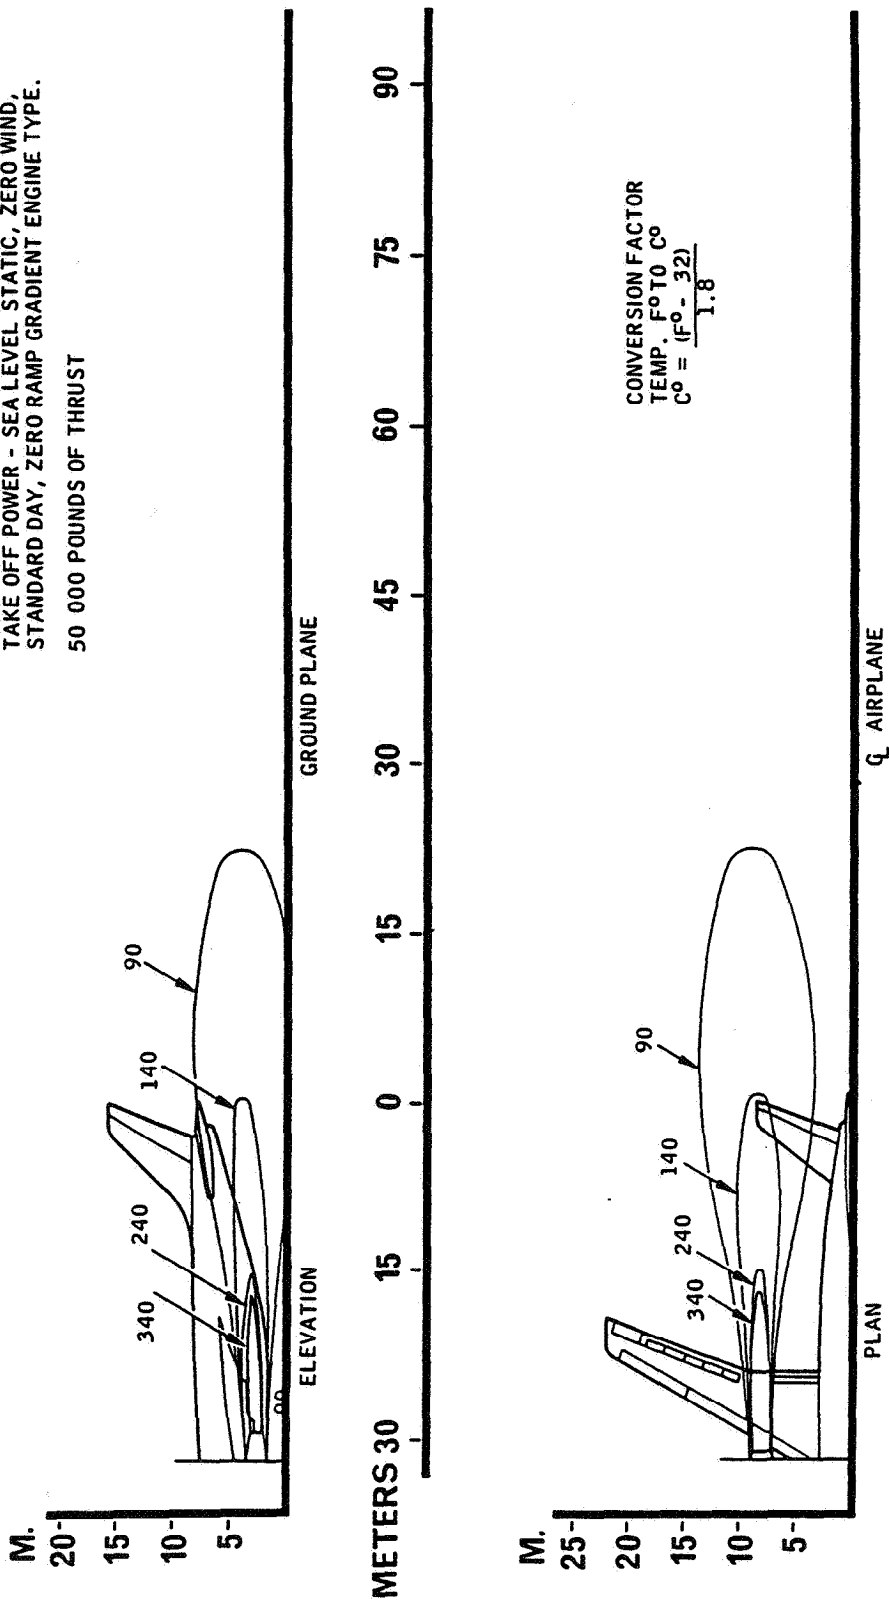 TAKE OFF POWER - SEA LEVEL STATIC, ZERO WIND,
STANDARD DAY, ZERO RAMP GRADIENT ENGINE TYPE.
50 000 POUNDS OF THRUST
M.
20-
15-
10-
5-
90
140
240
340
ELEVATION
GROUND PLANE
METERS 30 15 0 15 30 45 60 75 90
CONVERSION FACTOR
TEMP. F° TO C°
C° = (F° - 32)
1.8
M.
25-
20-
15-
10-
5-
90
140
240
340
PLAN
℄ AIRPLANE